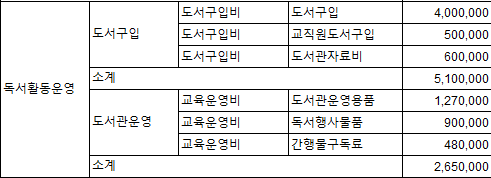 도서구입비 도서구입 4,000,000
도서구입 도서구입비 교직원도서구입 500,000
도서구입비 도서관자료비 600,000
소계 5,100,000
독서활동운영
교육운영비 도서관운영용품 1,270,000
도서관운영 교육운영비 독서행사물품 900,000
교육운영비 간행물구독료 480,000
소계 2,650,000